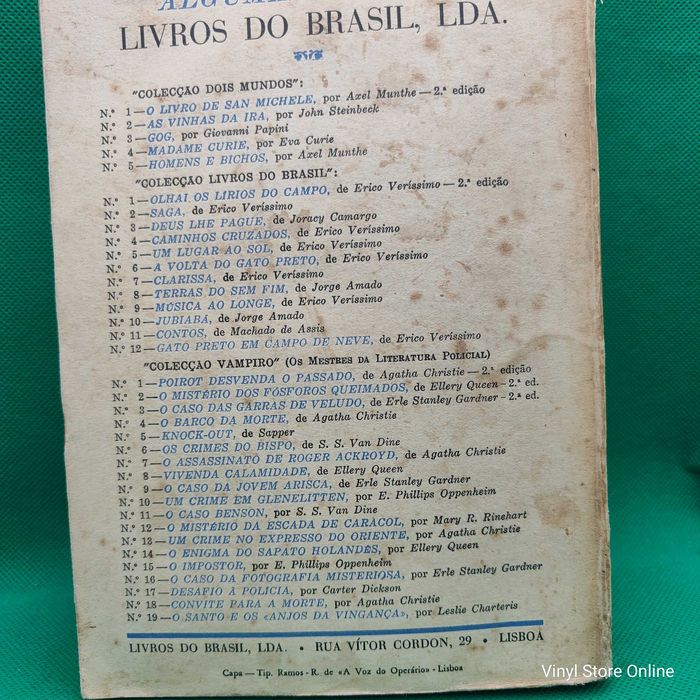 LIVROS DO BRASIL, LDA.
"COLECÇÃO DOIS MUNDOS":
N.º 1—O LIVRO DE SAN MICHELE, por Axel Munthe — 2.ª edição
N.º 2—AS VINHAS DA IRA, por John Steinbeck
N.º 3—GOG, por Giovanni Papini
N.º 4—MADAME CURIE, por Eva Curie
N.º 5—HOMENS E BICHOS, por Axel Munthe
"COLECÇÃO LIVROS DO BRASIL":
N.º 1—OLHAI OS LIRIOS DO CAMPO, de Erico Veríssimo — 2.ª edição
N.º 2—SAGA, de Erico Veríssimo
N.º 3—DEUS LHE PAGUE, de Joracy Camargo
N.º 4—CAMINHOS CRUZADOS, de Erico Veríssimo
N.º 5—UM LUGAR AO SOL, de Erico Veríssimo
N.º 6—A VOLTA DO GATO PRETO, de Erico Veríssimo
N.º 7—CLARISSA, de Erico Veríssimo
N.º 8—TERRAS DO SEM FIM, de Jorge Amado
N.º 9—MÚSICA AO LONGE, de Erico Veríssimo
N.º 10—JUBIABÁ, de Jorge Amado
N.º 11—CONTOS, de Machado de Assis
N.º 12—GATO PRETO EM CAMPO DE NEVE, de Erico Veríssimo
"COLECÇÃO VAMPIRO" (OS MESTRES DA LITERATURA POLICIAL)
N.º 1—POIROT DESVENDA O PASSADO, de Agatha Christie — 2.ª edição
N.º 2—O MISTÉRIO DOS FÓSFOROS QUEIMADOS, de Ellery Queen - 2.ª ed.
N.º 3—O CASO DAS GARRAS DE VELUDO, de Erle Stanley Gardner - 2.ª ed.
N.º 4—O BARCO DA MORTE, de Agatha Christie
N.º 5—KNOCK-OUT, de Sapper
N.º 6—OS CRIMES DO BISPO, de S. S. Van Dine
N.º 7—O ASSASSINATO DE ROGER ACKROYD, de Agatha Christie
N.º 8—VIVENDA CALAMIDADE, de Ellery Queen
N.º 9—O CASO DA JOVEM ARISCA, de Erle Stanley Gardner
N.º 10—UM CRIME EM GLENELITTEN, por E. Phillips Oppenheim
N.º 11—O CASO BENSON, por S. S. Van Dine
N.º 12—O MISTÉRIO DA ESCADA DE CARACOL, por Mary R. Rinehart
N.º 13—UM CRIME NO EXPRESSO DO ORIENTE, por Agatha Christie
N.º 14—O ENIGMA DO SAPATO HOLANDÊS, por Ellery Queen
N.º 15—O IMPOSTOR, por E. Phillips Oppenheim
N.º 16—O CASO DA FOTOGRAFIA MISTERIOSA, por Erle Stanley Gardner
N.º 17—DESAFIO À POLICIA, por Carter Dickson
N.º 18—CONVITE PARA A MORTE, por Agatha Christie
N.º 19—O SANTO E OS «ANJOS DA VINGANÇA», por Leslie Charteris
LIVROS DO BRASIL, LDA. • RUA VÍTOR CORDON, 29 • LISBOA
Capa — Tip. Ramos - R. de «A Voz do Operário» - Lisboa
Vinyl Store Online